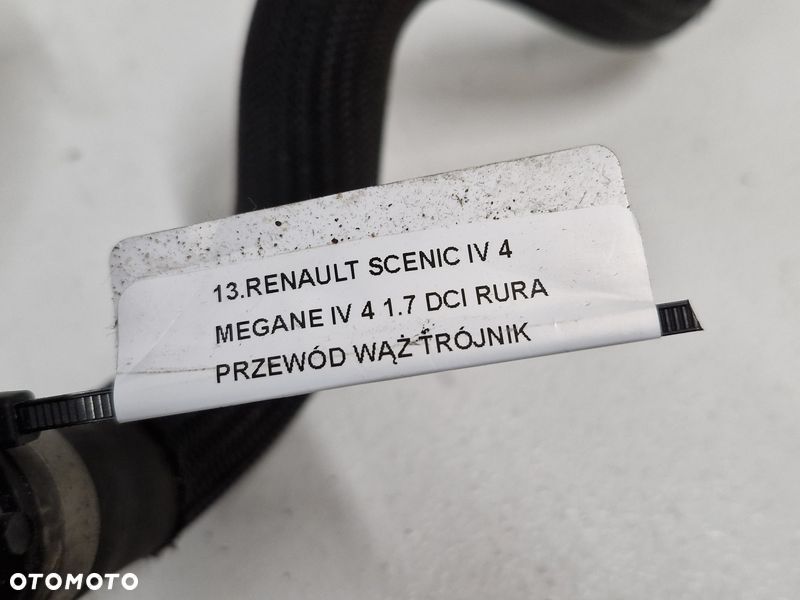 13.RENAULT SCENIC IV 4
MEGANE IV 4 1.7 DCI RURA
PRZEWÓD WĄŻ TRÓJNIK
OTOMOTO